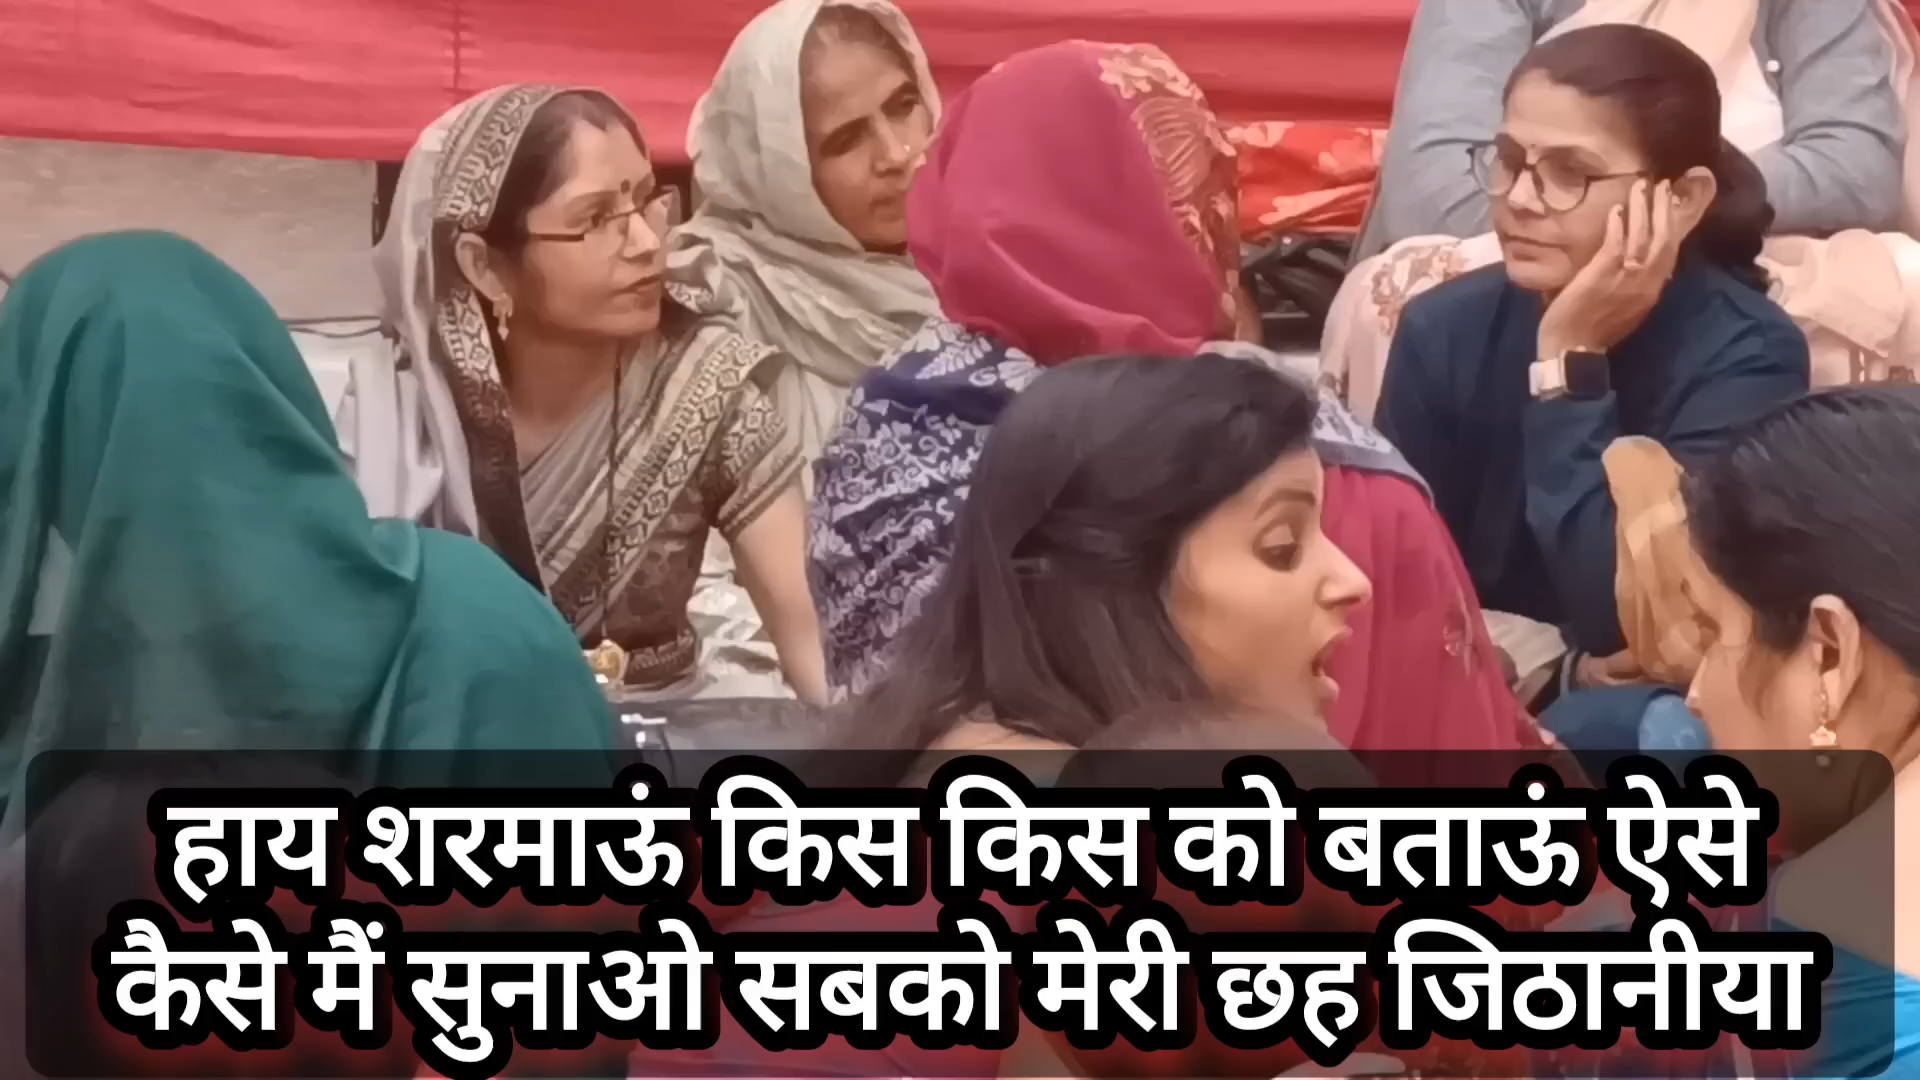 हाय शरमाऊं किस किस को बताऊं ऐसे
कैसे मैं सुनाओ सबको मेरी छह जिठानीया